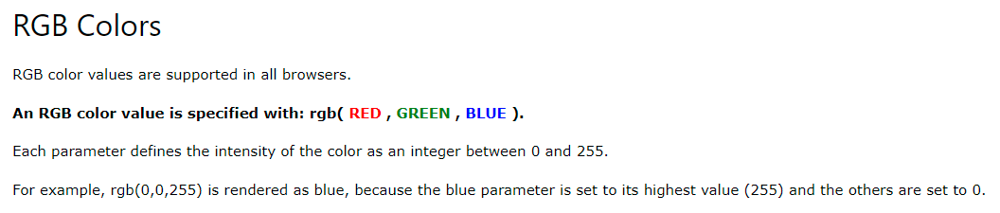 RGB Colors
RGB color values are supported in all browsers.
An RGB color value is specified with: rgb( RED , GREEN , BLUE ).
Each parameter defines the intensity of the color as an integer between 0 and 255.
For example, rgb(0,0,255) is rendered as blue, because the blue parameter is set to its highest value (255) and the others are set to 0.